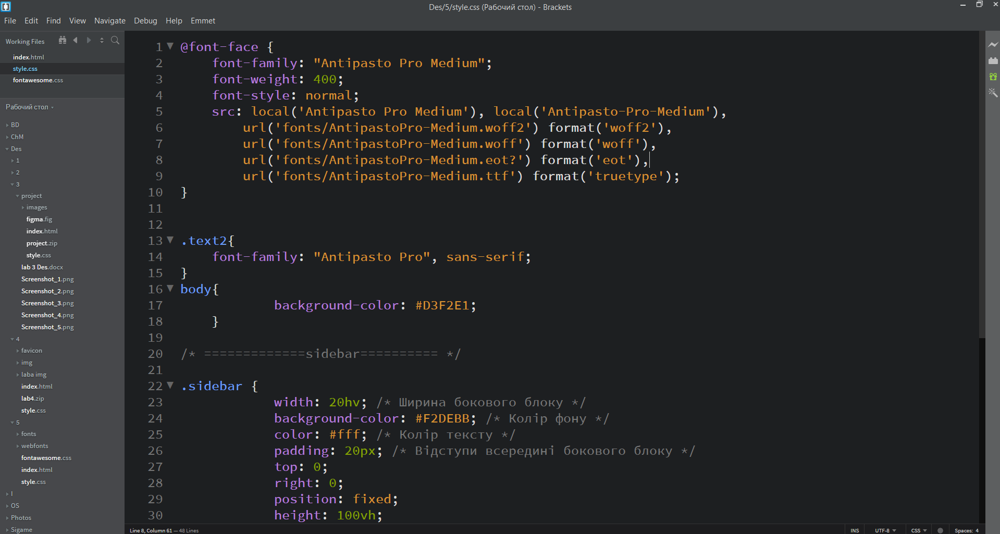 Des/5/style.css (Рабочий стол) - Brackets
File Edit Find View Navigate Debug Help Emmet
Working Files
index.html
style.css
fontawesome.css
Рабочий стол
BD
ChM
Des
1
2
3
project
images
figma.fig
index.html
project.zip
style.css
lab 3 Des.docx
Screenshot_1.png
Screenshot_2.png
Screenshot_3.png
Screenshot_4.png
Screenshot_5.png
4
favicon
img
laba img
index.html
lab4.zip
style.css
5
fonts
webfonts
fontawesome.css
index.html
style.css
I
OS
Photos
Sigame
1 @font-face {
2 font-family: "Antipasto Pro Medium";
3 font-weight: 400;
4 font-style: normal;
5 src: local('Antipasto Pro Medium'), local('Antipasto-Pro-Medium'),
6 url('fonts/AntipastoPro-Medium.woff2') format('woff2'),
7 url('fonts/AntipastoPro-Medium.woff') format('woff'),
8 url('fonts/AntipastoPro-Medium.eot?') format('eot'),
9 url('fonts/AntipastoPro-Medium.ttf') format('truetype');
10 }
11
12
13 .text2{
14 font-family: "Antipasto Pro", sans-serif;
15 }
16 body{
17 background-color: #D3F2E1;
18 }
19
20 /* =============sidebar========== */
21
22 .sidebar {
23 width: 20hv; /* Ширина бокового блоку */
24 background-color: #F2DEBB; /* Колір фону */
25 color: #fff; /* Колір тексту */
26 padding: 20px; /* Відступи всередині бокового блоку */
27 top: 0;
28 right: 0;
29 position: fixed;
30 height: 100vh;
Line 8, Column 61 — 48 Lines
INS UTF-8 CSS Spaces: 4